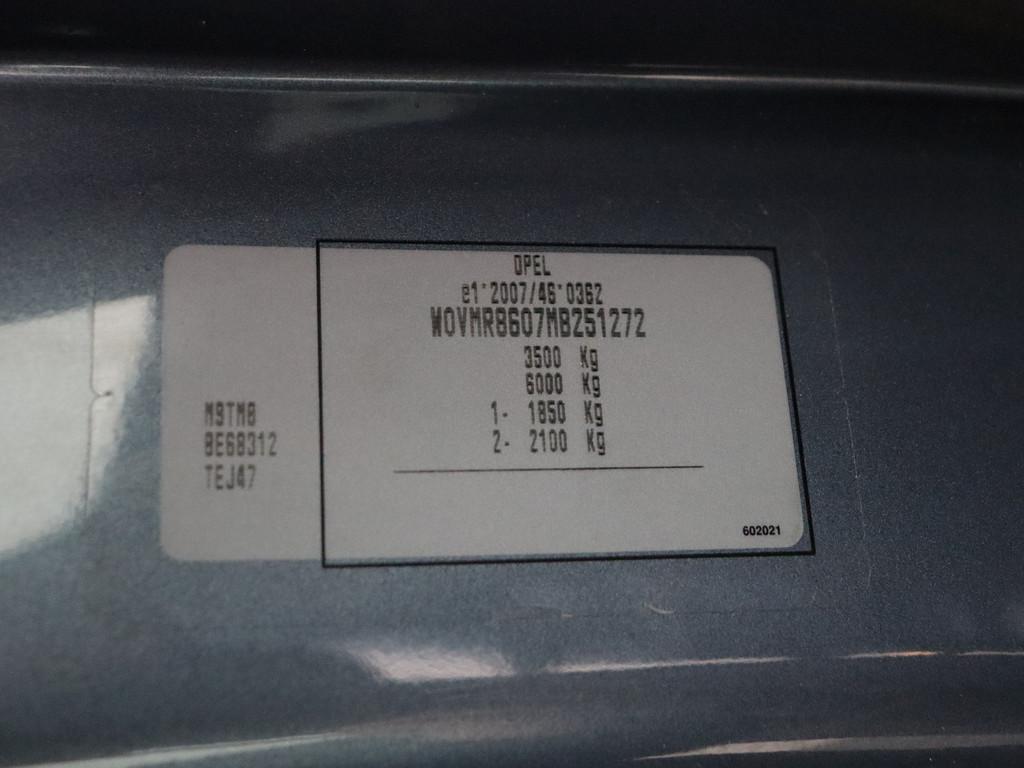 OPEL
e1*2007/46*0362
W0VMR8607MB251272
3500 Kg
6000 Kg
1- 1850 Kg
2- 2100 Kg
M9TM8
8E68312
TEJ47
602021